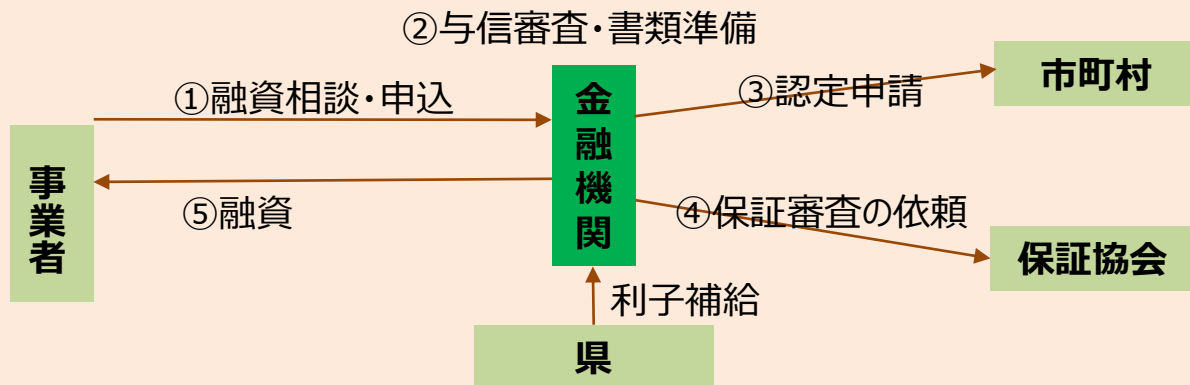 ②与信審査・書類準備
市町村
①融資相談・申込
金融機関
③認定申請
事業者
⑤融資
④保証審査の依頼
保証協会
利子補給
県